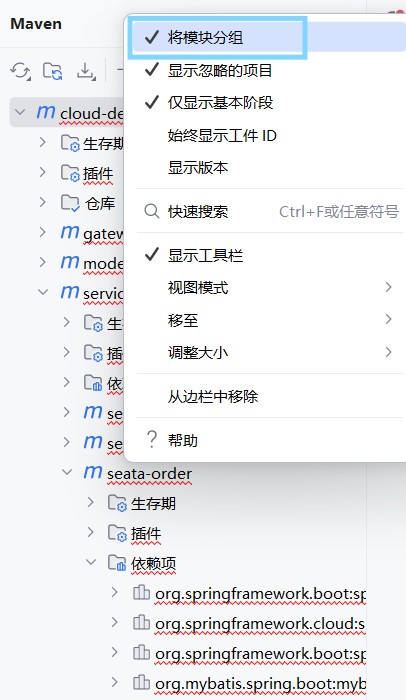 Maven
将模块分组
显示忽略的项目
仅显示基本阶段
始终显示工件 ID
显示版本
快速搜索 Ctrl+F或任意符号
显示工具栏
视图模式
移至
调整大小
从边栏中移除
帮助
cloud-de
生存期
插件
仓库
gatew
mode
servic
生
插
依
se
se
seata-order
生存期
插件
依赖项
org.springframework.boot:sp
org.springframework.cloud:s
org.springframework.boot:sp
org.mybatis.spring.boot:myb